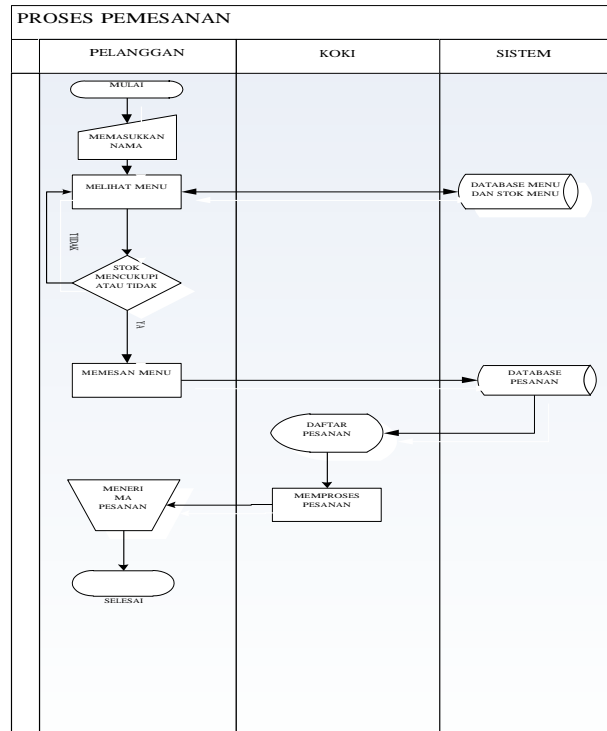 PROSES PEMESANAN
PELANGGAN
KOKI
SISTEM
MULAI
MEMASUKKAN
NAMA
MELIHAT MENU
DATABASE MENU
DAN STOK MENU
TIDAK
STOK
MENCUKUPI
ATAU TIDAK
YA
MEMESAN MENU
DATABASE
PESANAN
DAFTAR
PESANAN
MENERI
MA
PESANAN
MEMPROSES
PESANAN
SELESAI